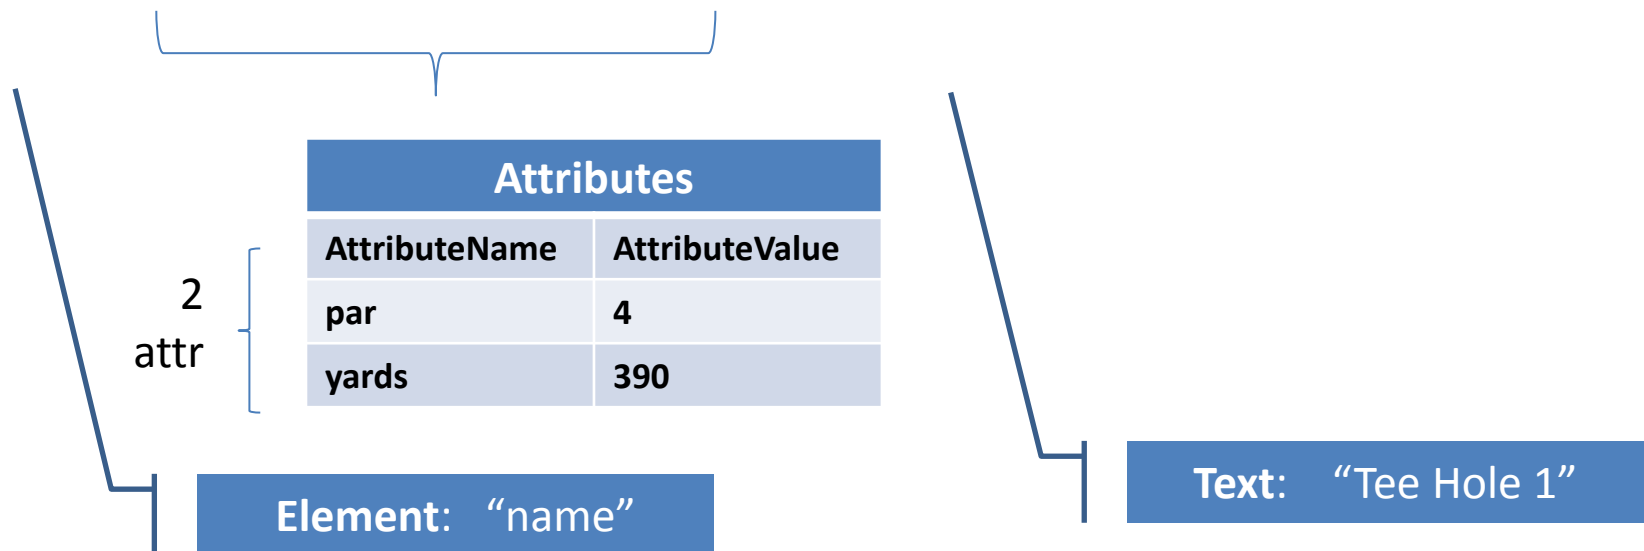 Attributes
AttributeName AttributeValue
par 4
yards 390
2
attr
Element: “name”
Text: “Tee Hole 1”